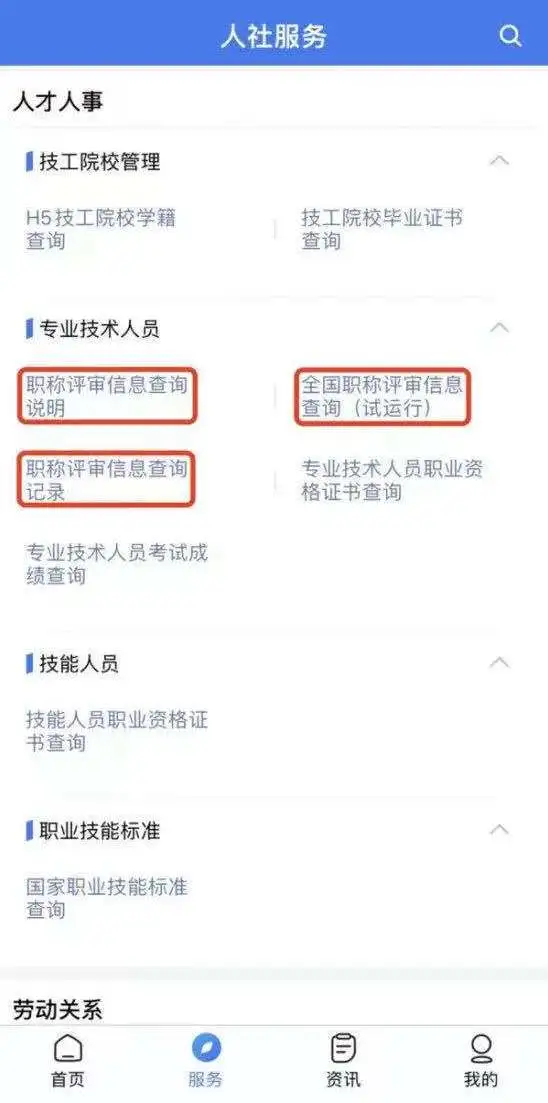 人社服务
人才人事
技工院校管理
H5技工院校学籍
查询
技工院校毕业证书
查询
专业技术人员
职称评审信息查询
说明
全国职称评审信息
查询（试运行）
职称评审信息查询
记录
专业技术人员职业资
格证书查询
专业技术人员考试成
绩查询
技能人员
技能人员职业资格证
书查询
职业技能标准
国家职业技能标准
查询
劳动关系
首页
服务
资讯
我的